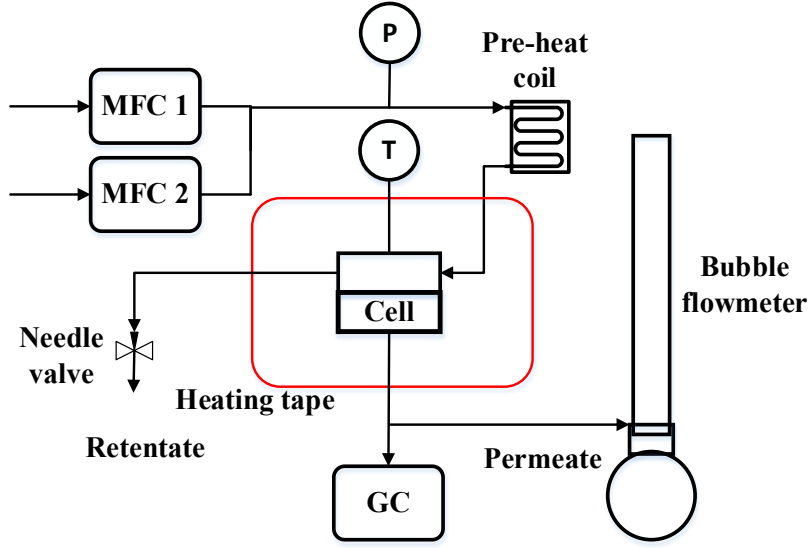 P
Pre-heat
coil
MFC 1
T
MFC 2
Bubble
flowmeter
Cell
Needle
valve
Heating tape
Retentate
Permeate
GC